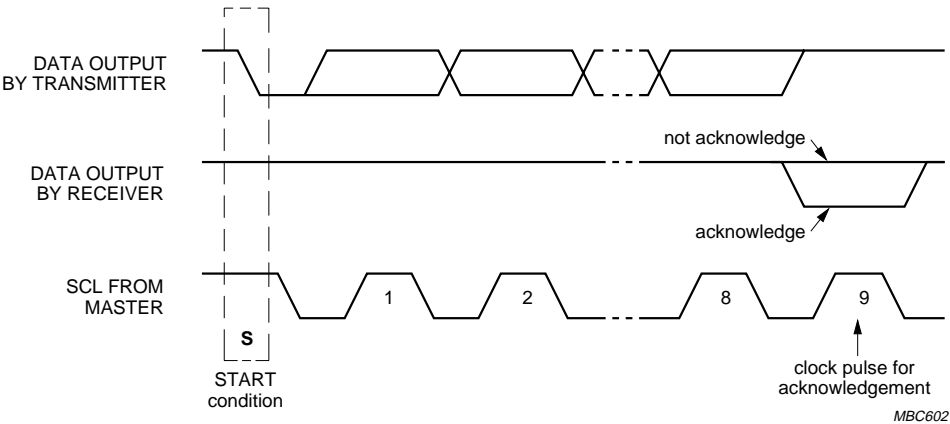 DATA OUTPUT
BY TRANSMITTER
not acknowledge
DATA OUTPUT
BY RECEIVER
acknowledge
SCL FROM
MASTER
1
2
8
9
S
START
condition
clock pulse for
acknowledgement
MBC602